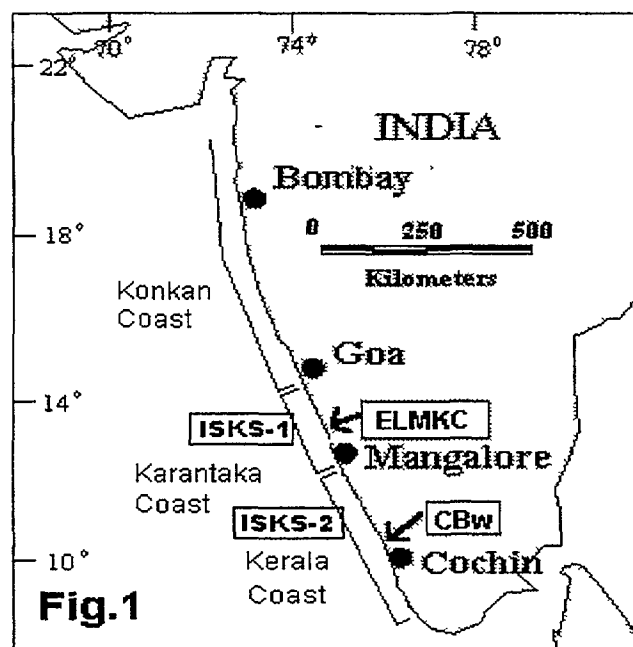 70°
74°
78°
22°
INDIA
Bombay
0 250 500
Kilometers
18°
Konkan
Coast
Goa
14°
ELMKC
ISKS-1
Mangalore
Karantaka
Coast
CBw
ISKS-2
10°
Kerala
Coast
Cochin
Fig.1